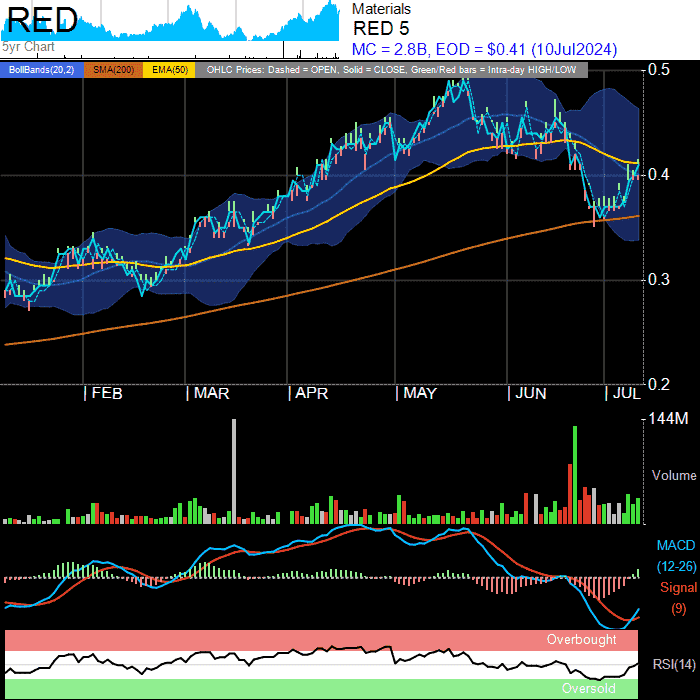 RED
5yr Chart
Materials
RED 5
MC = 2.8B, EOD = $0.41 (10Jul2024)
BollBands(20,2) SMA(200) EMA(50) OHLC Prices: Dashed = OPEN, Solid = CLOSE, Green/Red bars = Intra-day HIGH/LOW
0.5
0.4
0.3
0.2
FEB MAR APR MAY JUN JUL
144M
Volume
MACD
(12-26)
Signal
(9)
Overbought
RSI(14)
Oversold